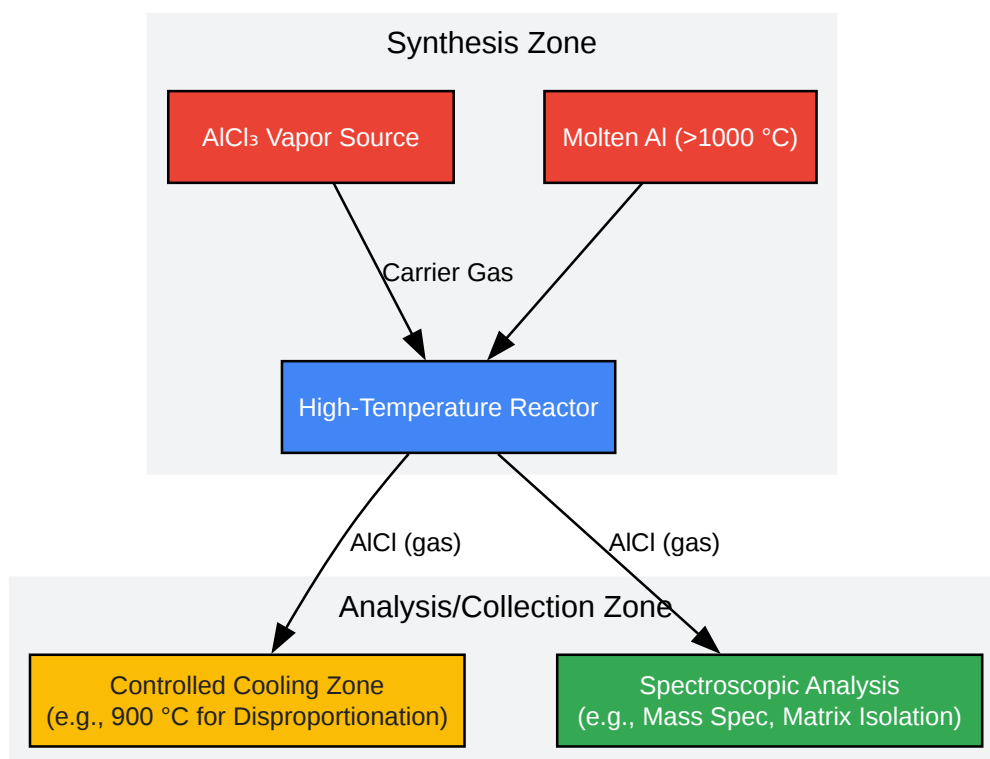 Synthesis Zone
AlCl₃ Vapor Source
Molten Al (>1000 °C)
Carrier Gas
High-Temperature Reactor
AlCl (gas)
AlCl (gas)
Analysis/Collection Zone
Controlled Cooling Zone
(e.g., 900 °C for Disproportionation)
Spectroscopic Analysis
(e.g., Mass Spec, Matrix Isolation)